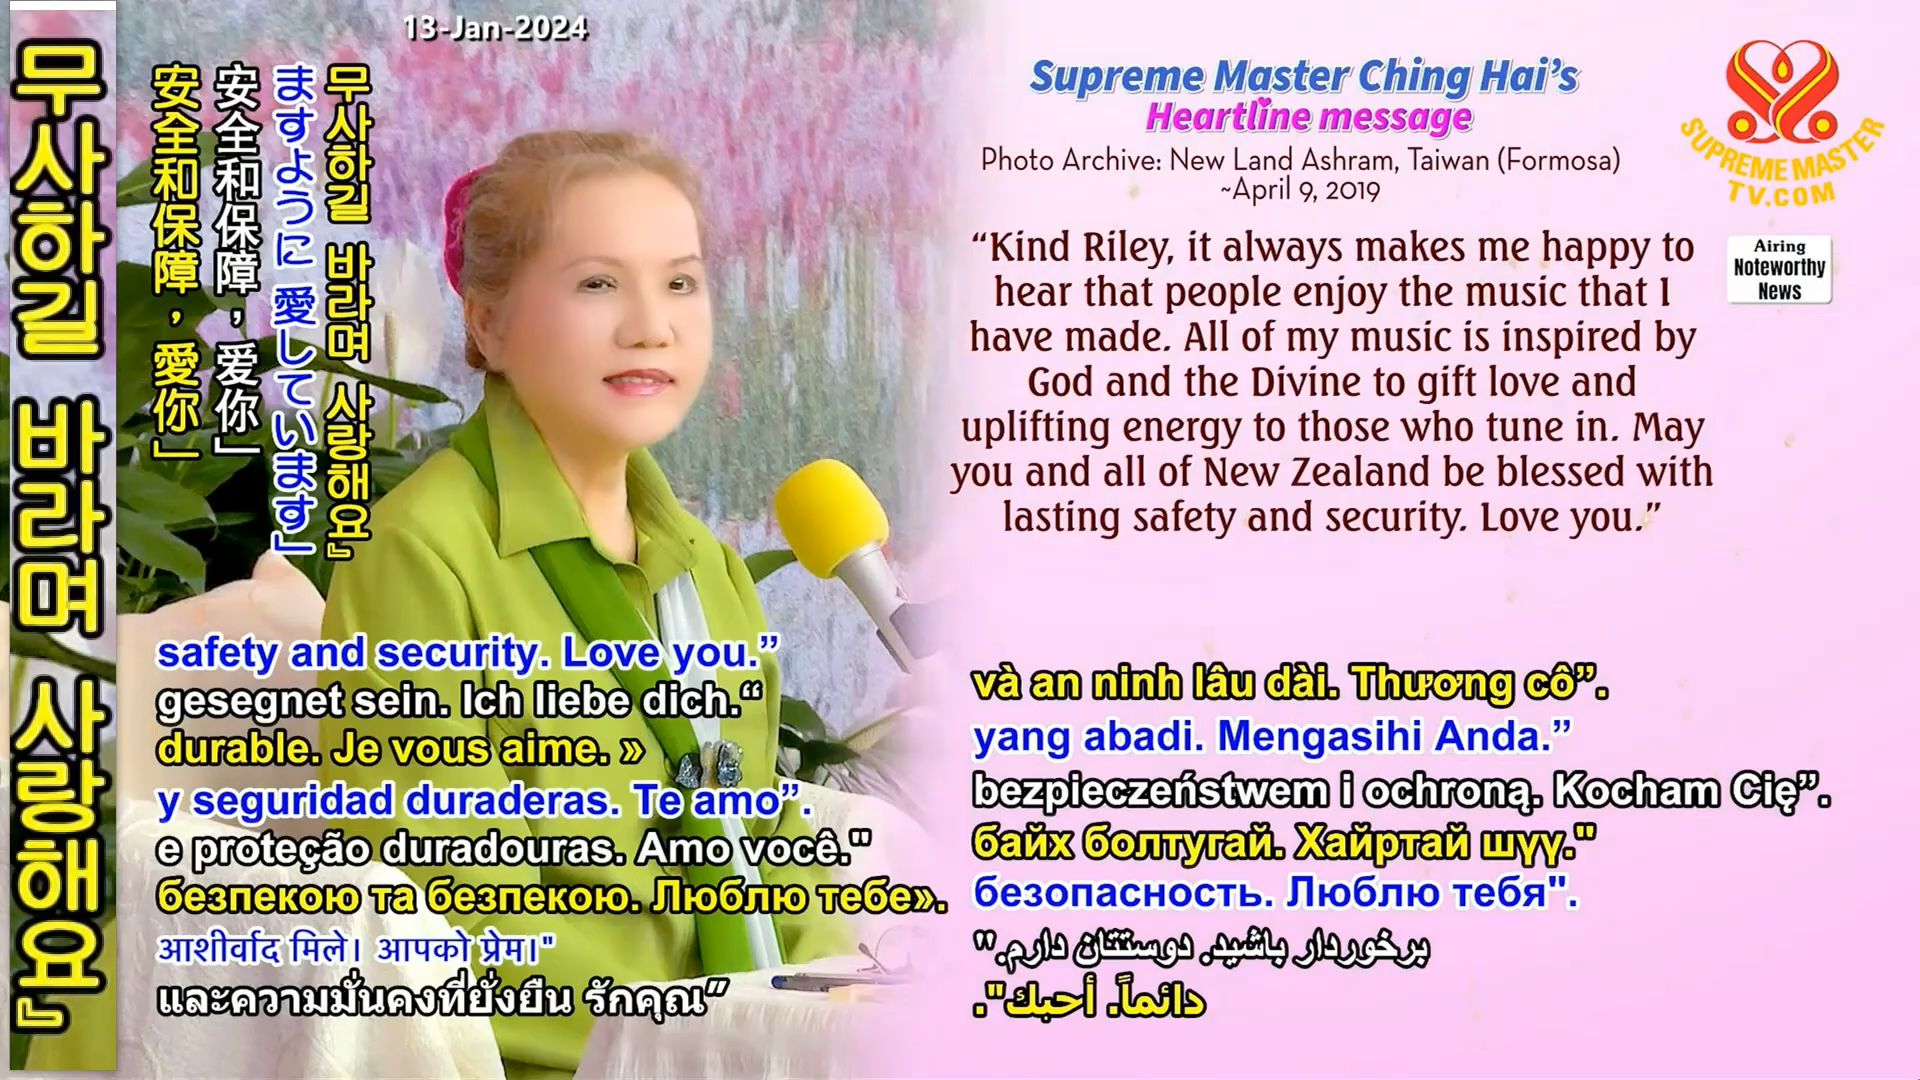 13-Jan-2024
무사하길 바라며 사랑해요』
무사하길 바라며 사랑해요』
ますように 愛しています」
安全和保障，爱你」
安全和保障，愛你」
Supreme Master Ching Hai's
Heartline message
Photo Archive: New Land Ashram, Taiwan (Formosa)
~April 9, 2019
SUPREME MASTER
TV.COM
Airing
Noteworthy
News
“Kind Riley, it always makes me happy to
hear that people enjoy the music that I
have made. All of my music is inspired by
God and the Divine to gift love and
uplifting energy to those who tune in. May
you and all of New Zealand be blessed with
lasting safety and security. Love you.”
safety and security. Love you.”
gesegnet sein. Ich liebe dich.“
durable. Je vous aime. »
y seguridad duraderas. Te amo”.
e proteção duradouras. Amo você."
безпекою та безпекою. Люблю тебе».
आशीर्वाद मिले। आपको प्रेम।"
และความมั่นคงที่ยั่งยืน รักคุณ”
và an ninh lâu dài. Thương cô”.
yang abadi. Mengasihi Anda.”
bezpieczeństwem i ochroną. Kocham Cię”.
байх болтугай. Хайртай шүү."
безопасность. Люблю тебя".
برخوردار باشید. دوستتان دارم."
دائماً. أحبك".